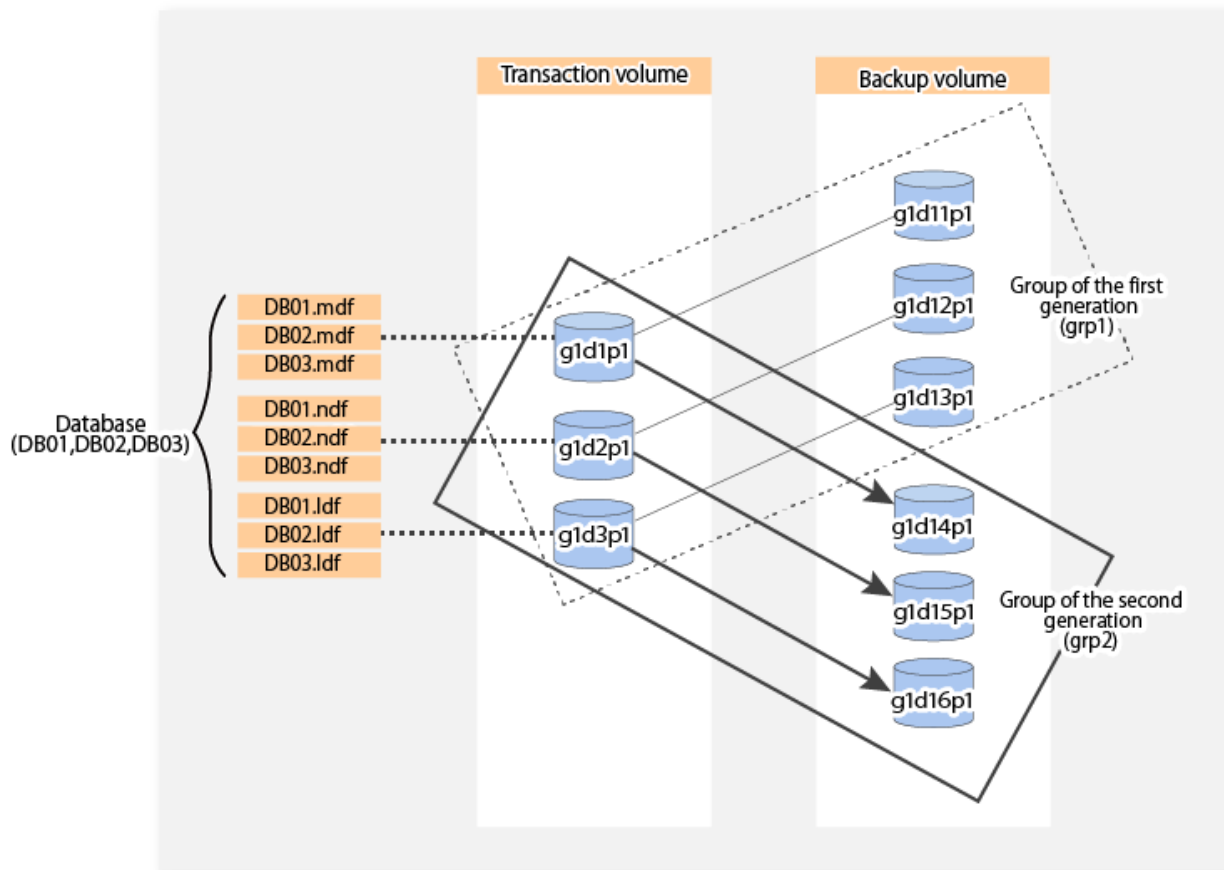 Transaction volume
Backup volume
Database
(DB01,DB02,DB03)
DB01.mdf
DB02.mdf
DB03.mdf
DB01.ndf
DB02.ndf
DB03.ndf
DB01.ldf
DB02.ldf
DB03.ldf
g1d1p1
g1d2p1
g1d3p1
g1d11p1
g1d12p1
g1d13p1
g1d14p1
g1d15p1
g1d16p1
Group of the first
generation
(grp1)
Group of the second
generation
(grp2)